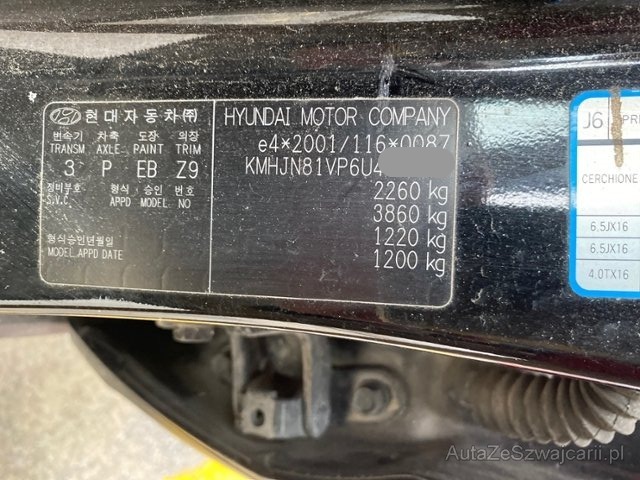 현대자동차㈜
변속기 차축 도장 외장
TRANSM AXLE PAINT TRIM
3 P EB Z9
정비부호 형식 승인 번호
S.V.C. APPD MODEL NO
형식승인년월일
MODEL APPD DATE
HYUNDAI MOTOR COMPANY
e4*2001/116*0087
KMHJN81VP6U4
2260 kg
3860 kg
1220 kg
1200 kg
J6
CERCHIONE
6.5JX16
6.5JX16
4.0TX16
AutaZeSzwajcarii.pl